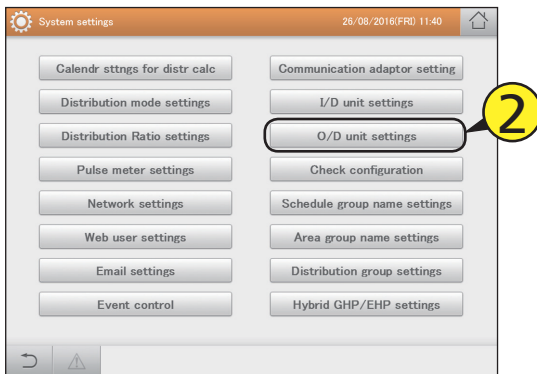 System settings
26/08/2016(FRI) 11:40
Calendr sttngs for distr calc
Communication adaptor setting
Distribution mode settings
I/D unit settings
Distribution Ratio settings
O/D unit settings
2
Pulse meter settings
Check configuration
Network settings
Schedule group name settings
Web user settings
Area group name settings
Email settings
Distribution group settings
Event control
Hybrid GHP/EHP settings